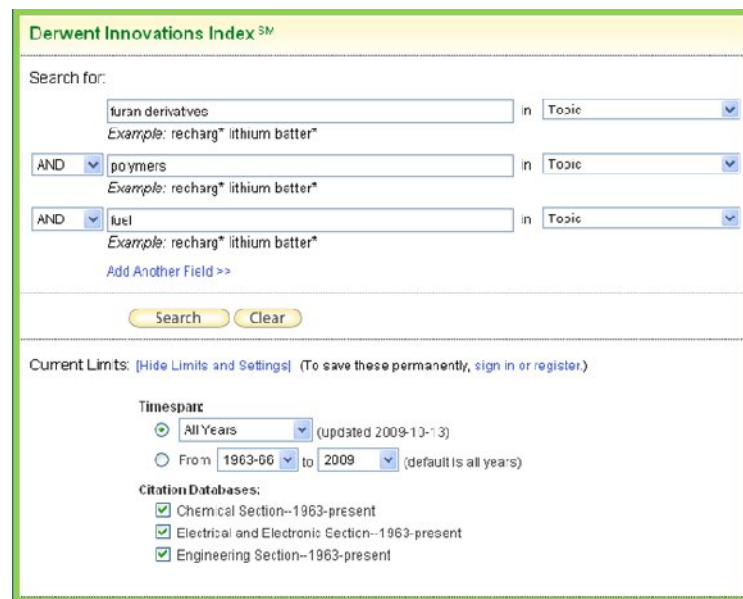 Derwent Innovations Index SM
Search for:
furan derivatves in Topic
Example: recharg* lithium batter*
AND polymers in Topic
Example: recharg* lithium batter*
AND fuel in Topic
Example: recharg* lithium batter*
Add Another Field >>
Search Clear
Current Limits: [Hide Limits and Settings] (To save these permanently, sign in or register.)
Timespan:
All Years (updated 2009-10-13)
From 1963-66 to 2009 (default is all years)
Citation Databases:
Chemical Section--1963-present
Electrical and Electronic Section--1963-present
Engineering Section--1963-present